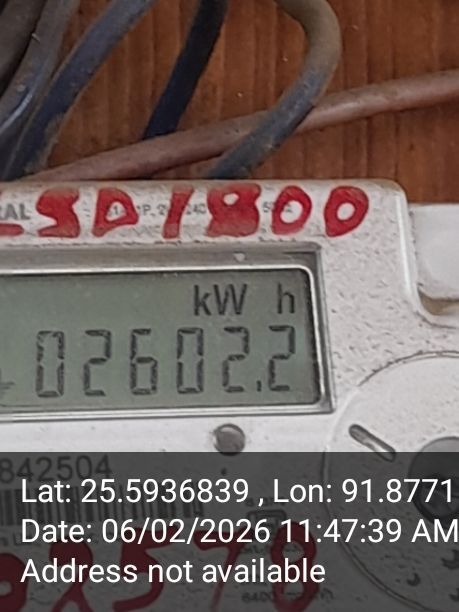 LSD1800
kW h
02602.2
842504
Lat: 25.5936839 , Lon: 91.8771
Date: 06/02/2026 11:47:39 AM
Address not available